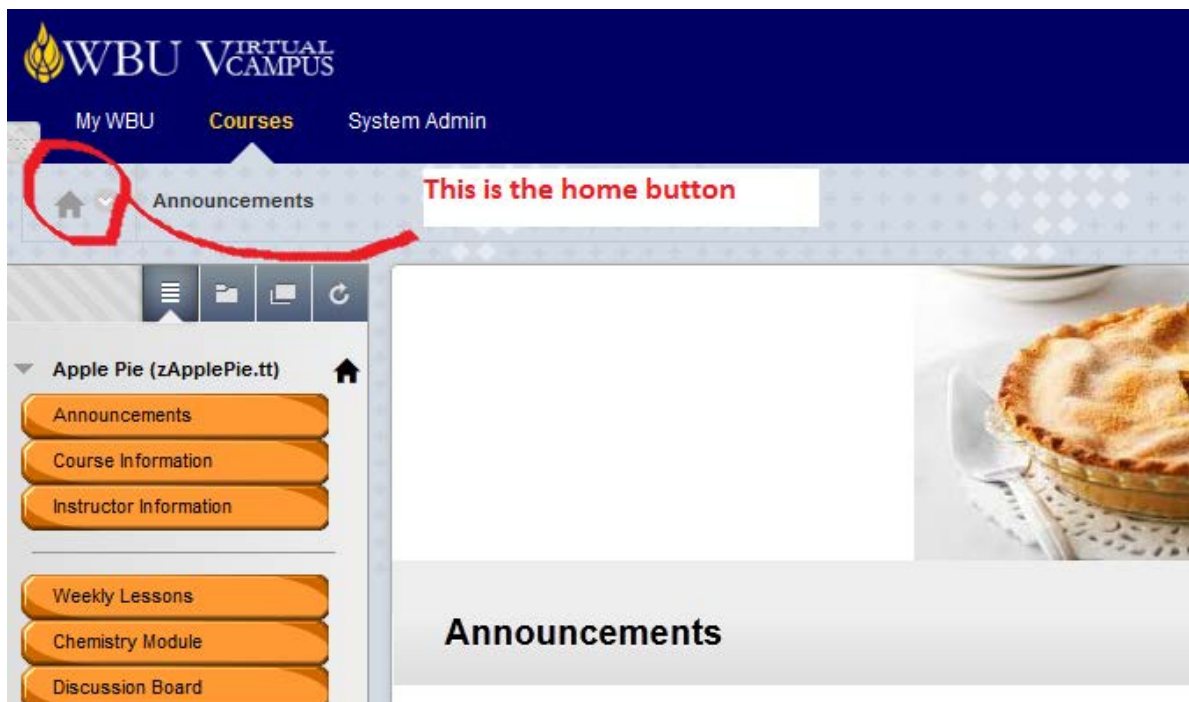 WBU VIRTUAL CAMPUS
My WBU Courses System Admin
Announcements
This is the home button
Apple Pie (zApplePie.tt)
Announcements
Course Information
Instructor Information
Weekly Lessons
Chemistry Module
Discussion Board
Announcements